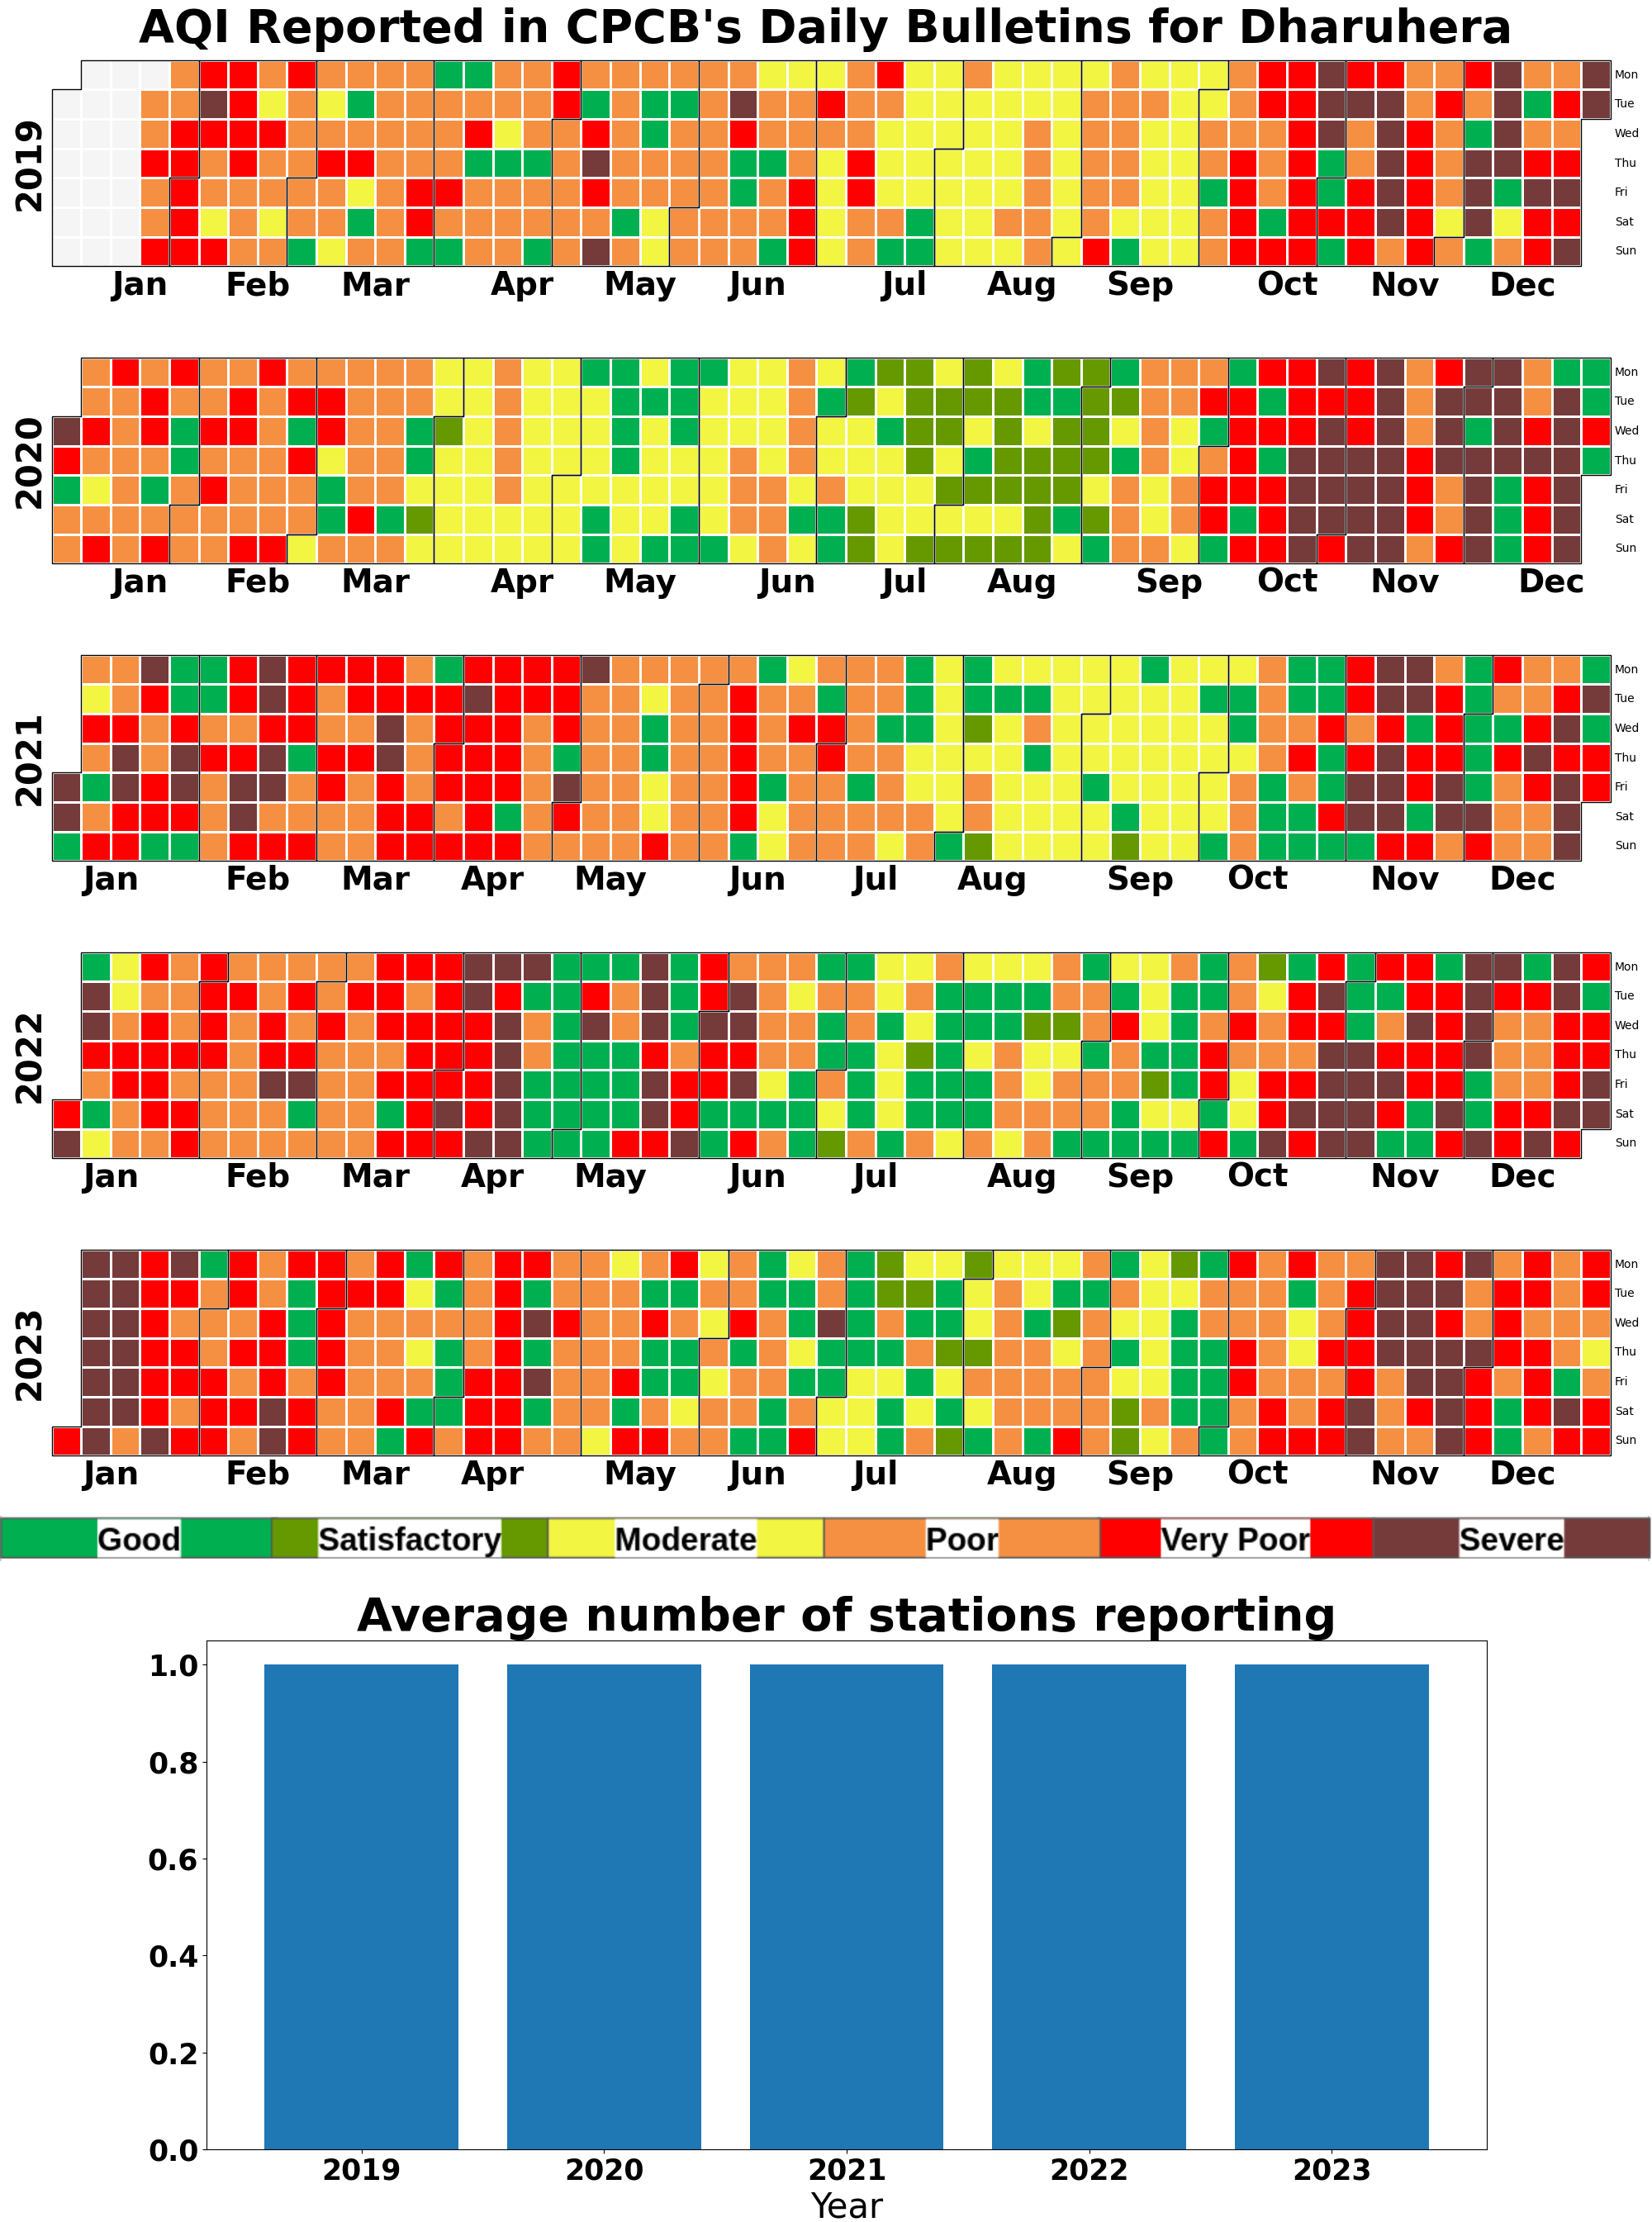 AQI Reported in CPCB's Daily Bulletins for Dharuhera
2019
Mon
Tue
Wed
Thu
Fri
Sat
Sun
Jan Feb Mar Apr May Jun Jul Aug Sep Oct Nov Dec
2020
Mon
Tue
Wed
Thu
Fri
Sat
Sun
Jan Feb Mar Apr May Jun Jul Aug Sep Oct Nov Dec
2021
Mon
Tue
Wed
Thu
Fri
Sat
Sun
Jan Feb Mar Apr May Jun Jul Aug Sep Oct Nov Dec
2022
Mon
Tue
Wed
Thu
Fri
Sat
Sun
Jan Feb Mar Apr May Jun Jul Aug Sep Oct Nov Dec
2023
Mon
Tue
Wed
Thu
Fri
Sat
Sun
Jan Feb Mar Apr May Jun Jul Aug Sep Oct Nov Dec
Good Satisfactory Moderate Poor Very Poor Severe
Average number of stations reporting
1.0
0.8
0.6
0.4
0.2
0.0
2019 2020 2021 2022 2023
Year